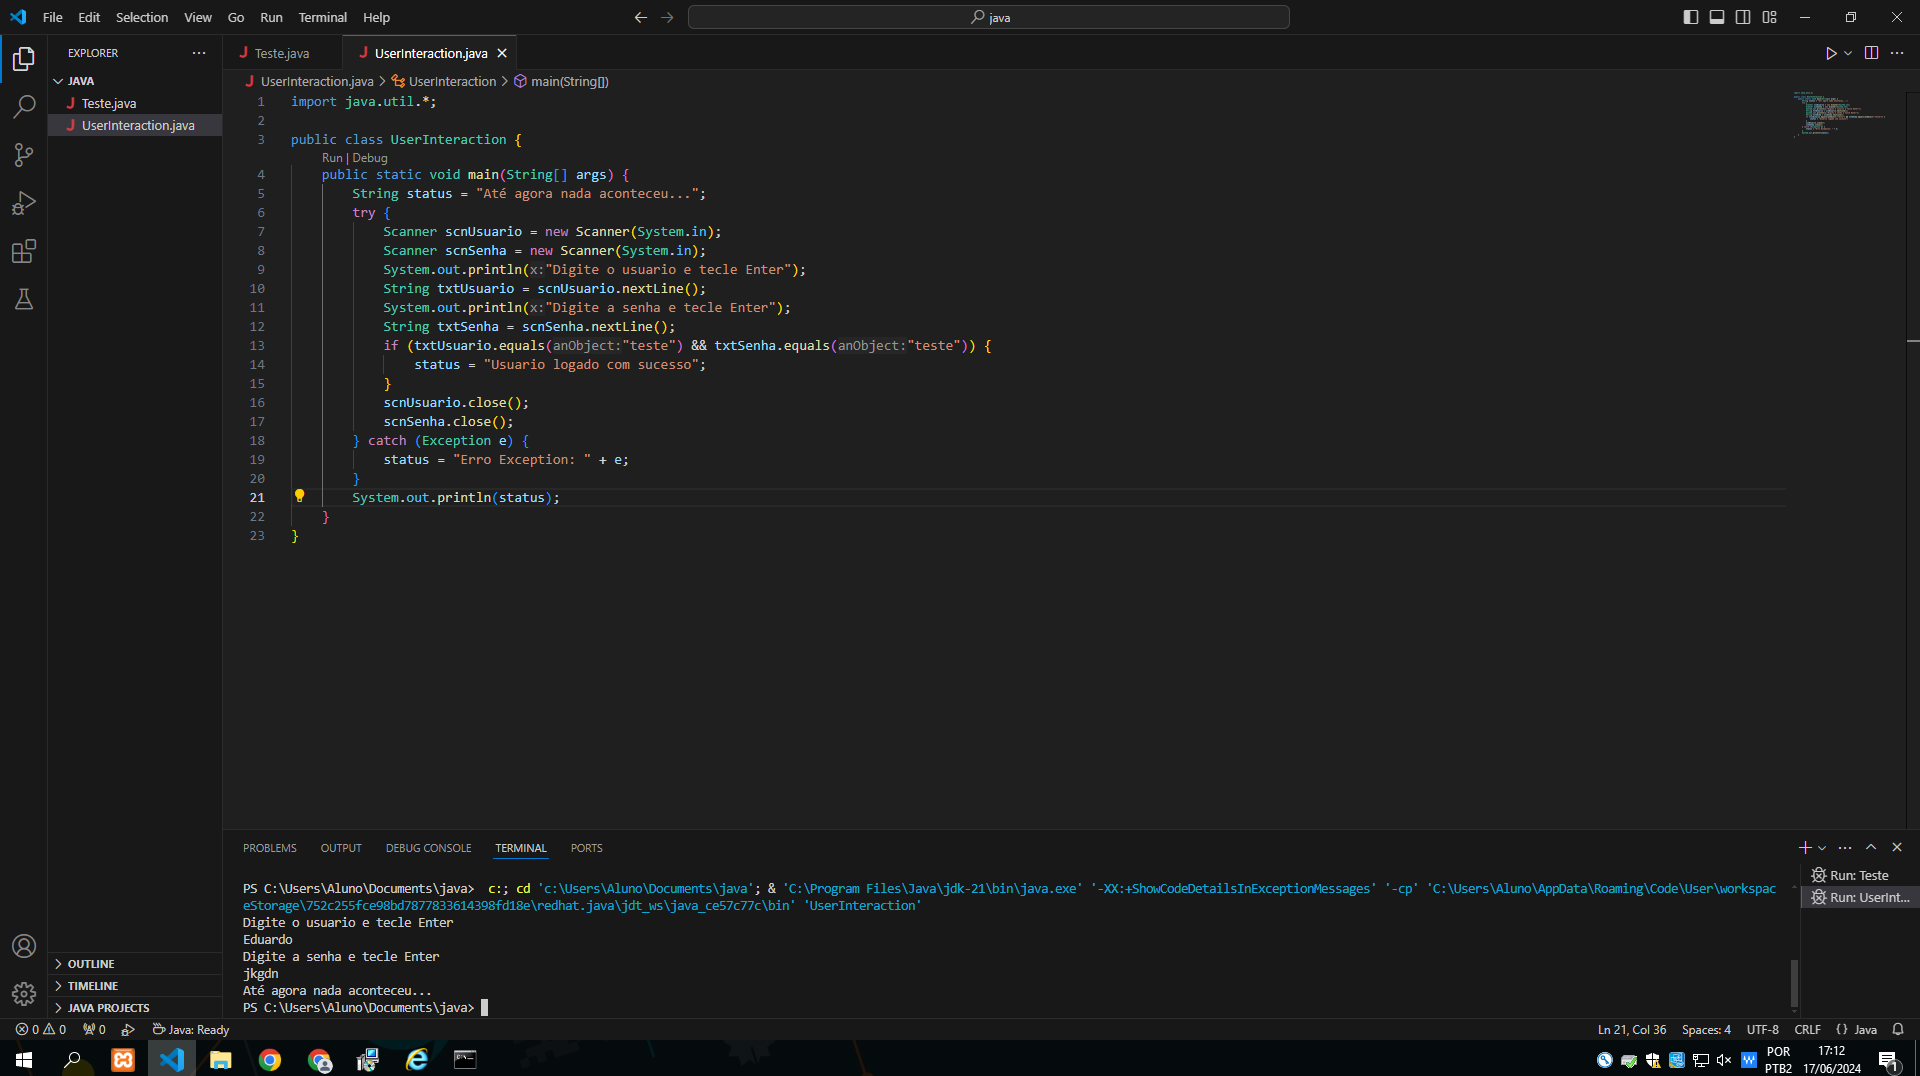 File Edit Selection View Go Run Terminal Help
java
EXPLORER
JAVA
Teste.java
UserInteraction.java
OUTLINE
TIMELINE
JAVA PROJECTS
Teste.java UserInteraction.java
UserInteraction.java > UserInteraction > main(String[])
1 import java.util.*;
2
3 public class UserInteraction {
Run | Debug
4 public static void main(String[] args) {
5 String status = "Até agora nada aconteceu...";
6 try {
7 Scanner scnUsuario = new Scanner(System.in);
8 Scanner scnSenha = new Scanner(System.in);
9 System.out.println(x:"Digite o usuario e tecle Enter");
10 String txtUsuario = scnUsuario.nextLine();
11 System.out.println(x:"Digite a senha e tecle Enter");
12 String txtSenha = scnSenha.nextLine();
13 if (txtUsuario.equals(anObject:"teste") && txtSenha.equals(anObject:"teste")) {
14 status = "Usuario logado com sucesso";
15 }
16 scnUsuario.close();
17 scnSenha.close();
18 } catch (Exception e) {
19 status = "Erro Exception: " + e;
20 }
21 System.out.println(status);
22 }
23 }
PROBLEMS OUTPUT DEBUG CONSOLE TERMINAL PORTS
PS C:\Users\Aluno\Documents\java> c:; cd 'c:\Users\Aluno\Documents\java'; & 'C:\Program Files\Java\jdk-21\bin\java.exe' '-XX:+ShowCodeDetailsInExceptionMessages' '-cp' 'C:\Users\Aluno\AppData\Roaming\Code\User\workspac
eStorage\752c255fce98bd7877833614398fd18e\redhat.java\jdt_ws\java_ce57c77c\bin' 'UserInteraction'
Digite o usuario e tecle Enter
Eduardo
Digite a senha e tecle Enter
jkgdn
Até agora nada aconteceu...
PS C:\Users\Aluno\Documents\java>
Run: Teste
Run: UserInt...
0 0 0 Java: Ready
Ln 21, Col 36 Spaces: 4 UTF-8 CRLF {} Java
POR
PTB2
17:12
17/06/2024
1